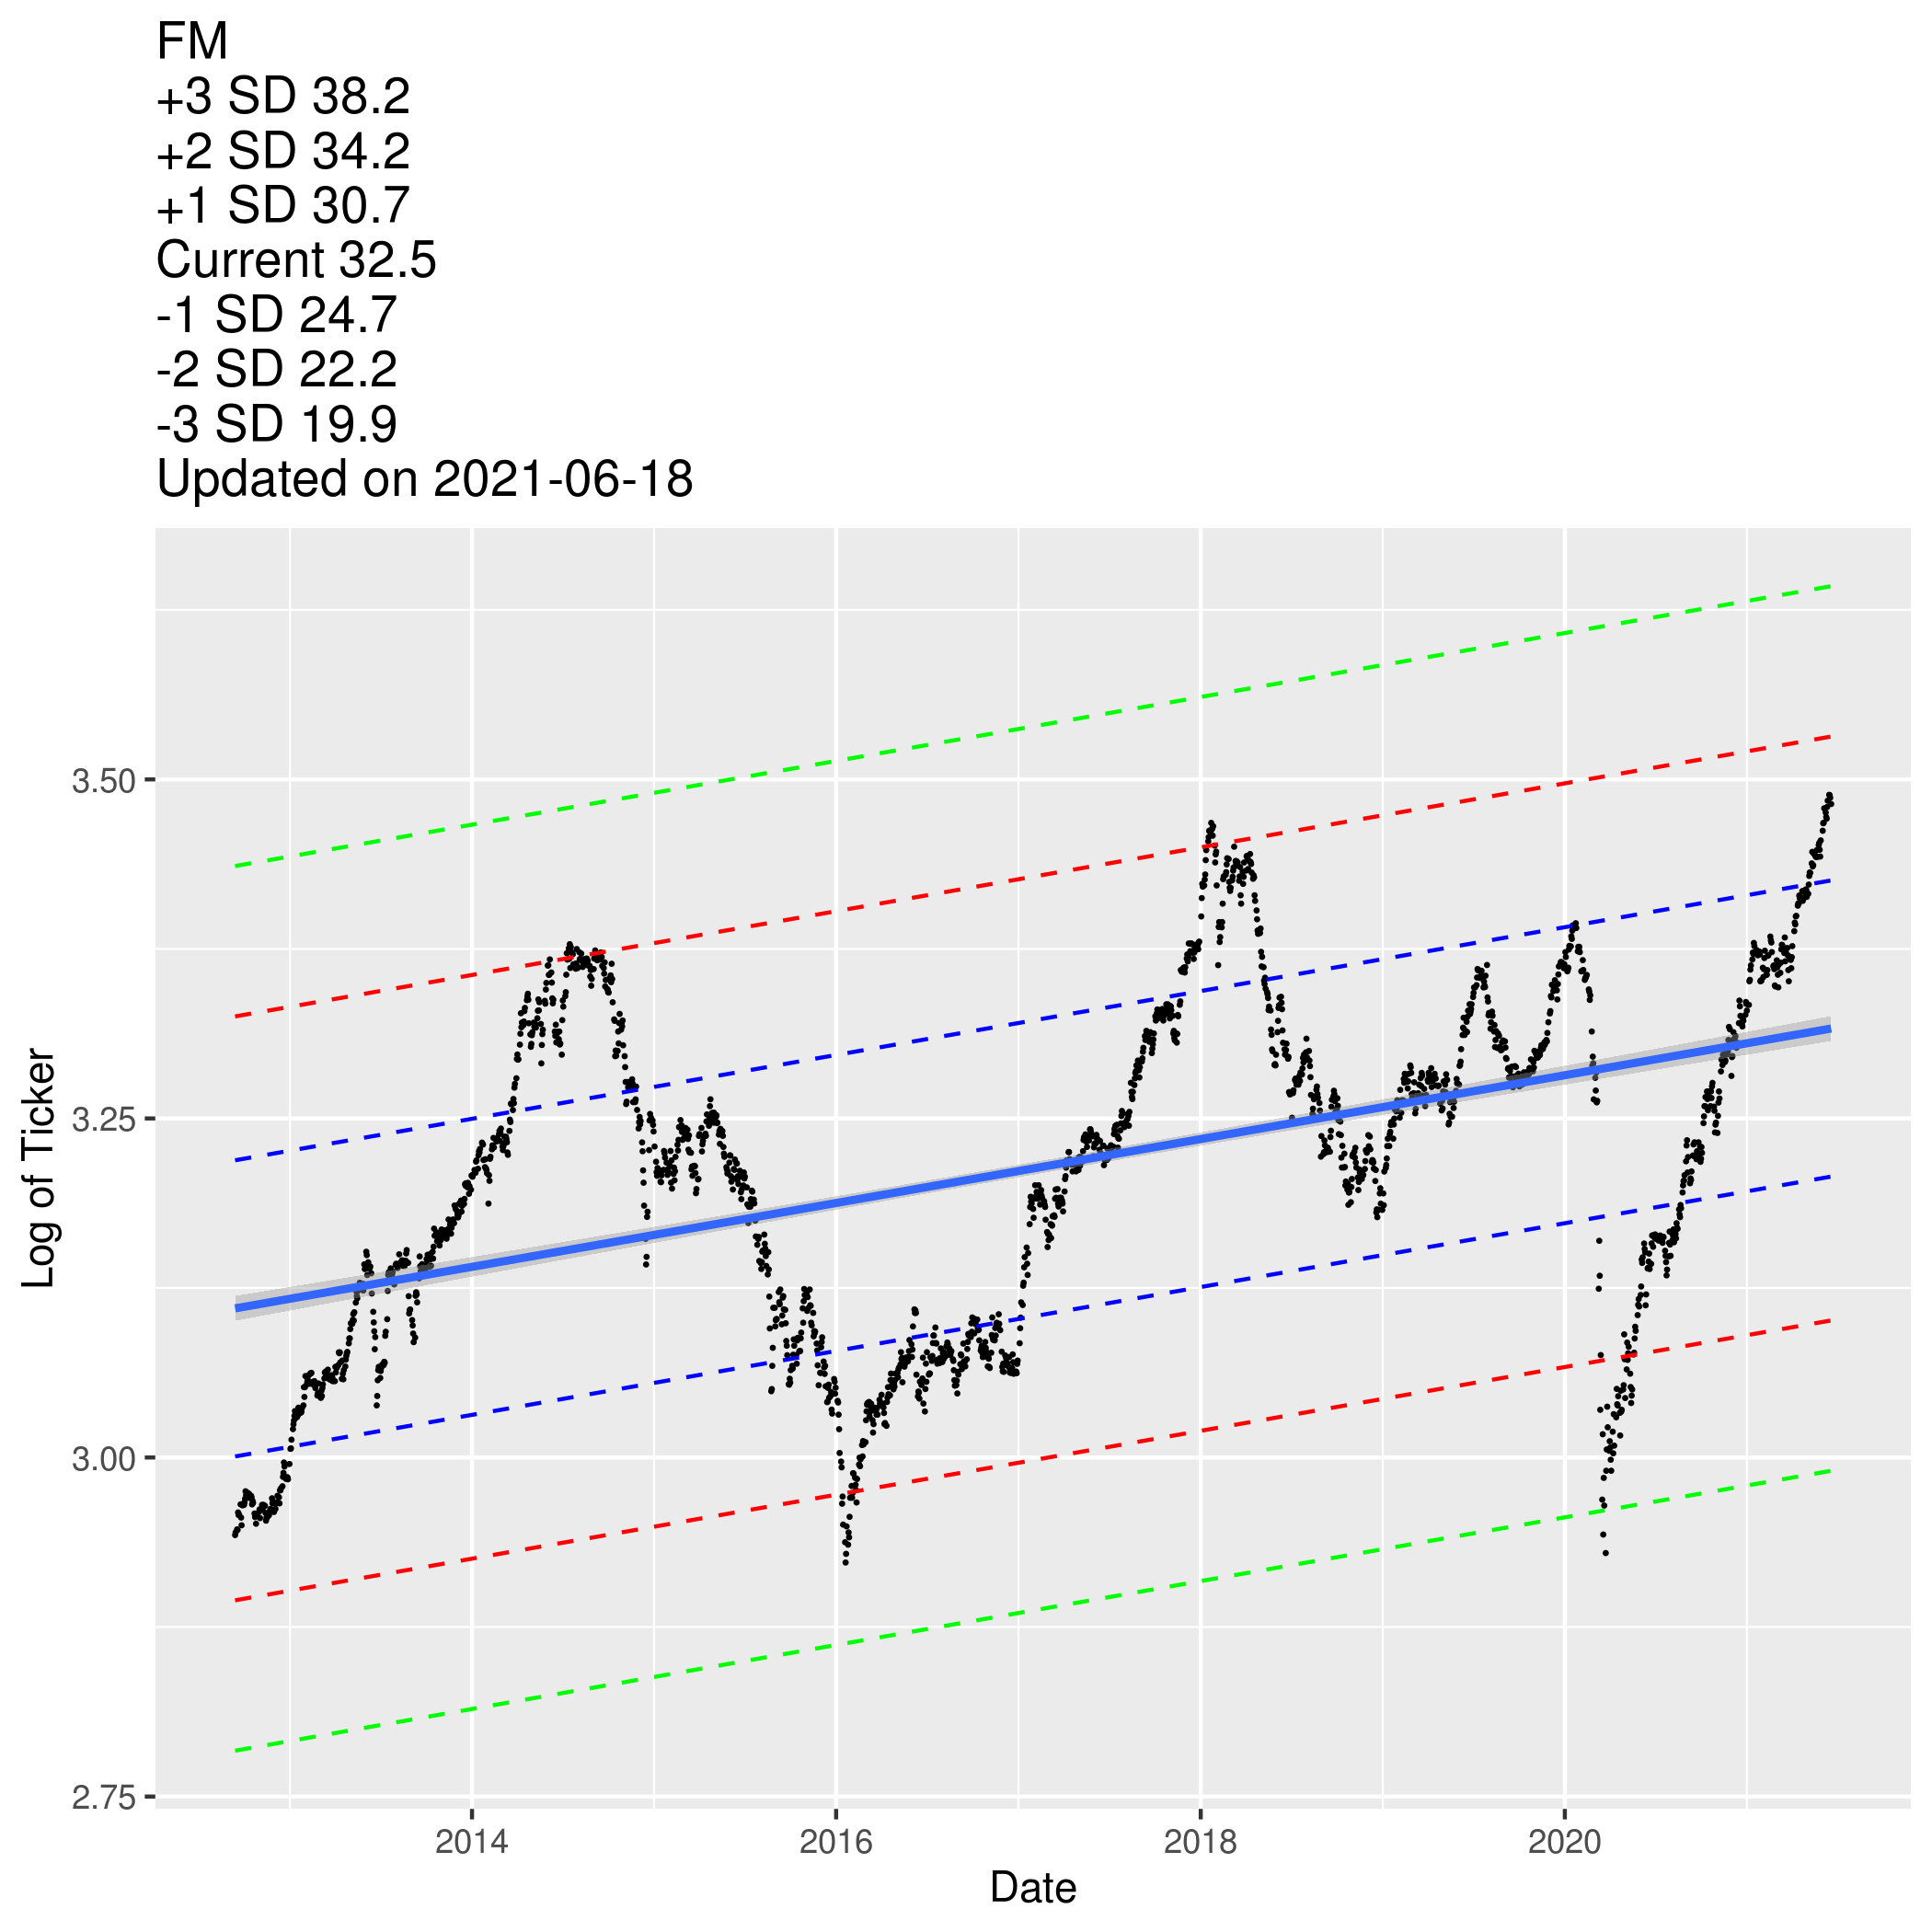 FM
+3 SD 38.2
+2 SD 34.2
+1 SD 30.7
Current 32.5
-1 SD 24.7
-2 SD 22.2
-3 SD 19.9
Updated on 2021-06-18
3.50
3.25
3.00
2.75
Log of Ticker
2014 2016 2018 2020
Date